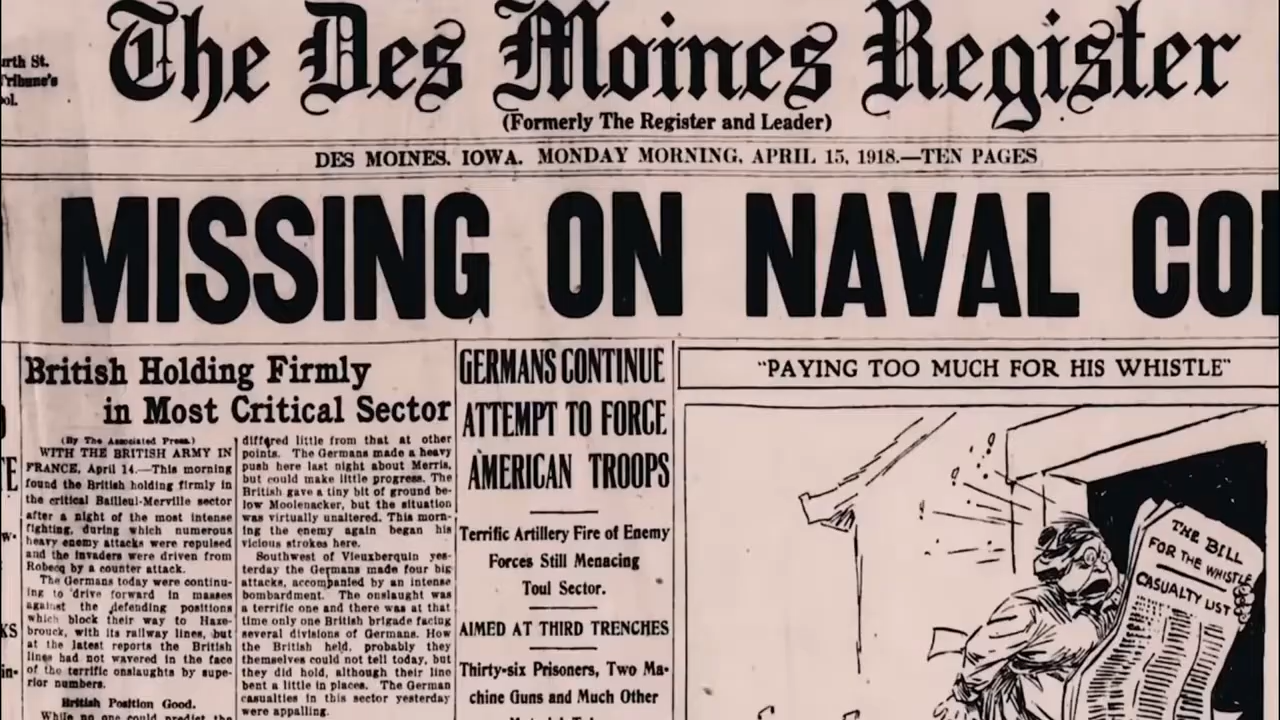 urth St.
Tribune's
ool.
The Des Moines Register
(Formerly The Register and Leader)
DES MOINES, IOWA, MONDAY MORNING, APRIL 15, 1918.—TEN PAGES
MISSING ON NAVAL CO
British Holding Firmly
in Most Critical Sector
(By The Associated Press.)
WITH THE BRITISH ARMY IN
FRANCE, April 14.—This morning
found the British holding firmly in
the critical Bailleul-Merville sector
after a night of the most intense
fighting, during which numerous
heavy enemy attacks were repulsed
and the invaders were driven from
Robecq by a counter attack.
The Germans today were continu-
ing to drive forward in masses
against the defending positions
which block their way to Haze-
brouck, with its railway lines, but
at the latest reports the British
lines had not wavered in the face
of the terrific onslaughts by supe-
rior numbers.
British Position Good.
While no one could predict the
differed little from that at other
points. The Germans made a heavy
push here last night about Merris,
but could make little progress. The
British gave a tiny bit of ground be-
low Moolenacker, but the situation
was virtually unaltered. This morn-
ing the enemy again began his
vicious strokes here.
Southwest of Vieuxberquin yes-
terday the Germans made four big
attacks, accompanied by an intense
bombardment. The onslaught was
a terrific one and there was at that
time only one British brigade facing
several divisions of Germans. How
the British held, probably they
themselves could not tell today, but
they did hold, although their line
bent a little in places. The German
casualties in this sector yesterday
were appalling.
GERMANS CONTINUE
ATTEMPT TO FORCE
AMERICAN TROOPS
Terrific Artillery Fire of Enemy
Forces Still Menacing
Toul Sector.
AIMED AT THIRD TRENCHES
Thirty-six Prisoners, Two Ma-
chine Guns and Much Other
"PAYING TOO MUCH FOR HIS WHISTLE"
THE BILL
FOR THE WHISTLE
CASUALTY LIST